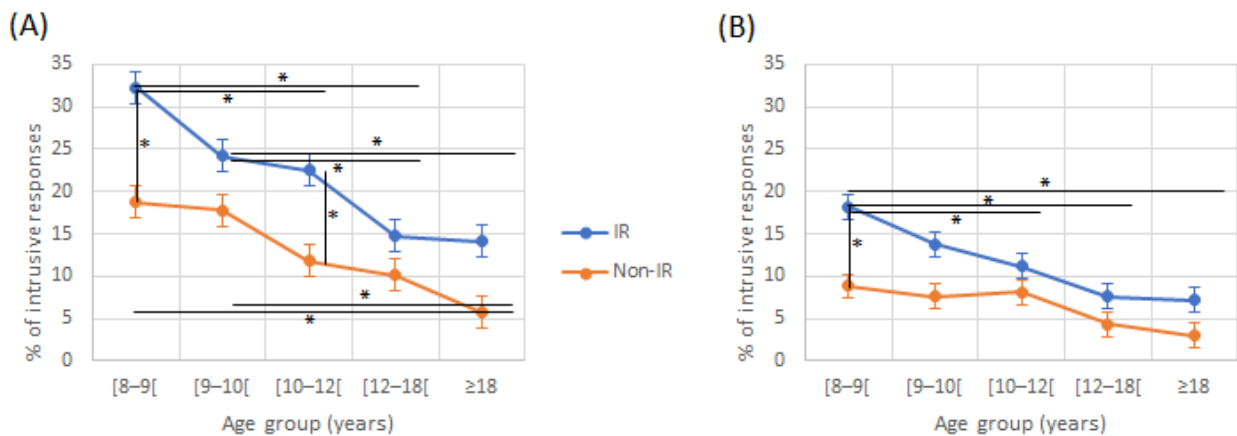 (A)
35
30
25
20
15
10
5
0
% of intrusive responses
*
*
*
*
*
*
*
*
[8–9[ [9–10[ [10–12[ [12–18[ ≥18
Age group (years)
IR
Non-IR
(B)
35
30
25
20
15
10
5
0
% of intrusive responses
*
*
*
*
[8–9[ [9–10[ [10–12[ [12–18[ ≥18
Age group (years)